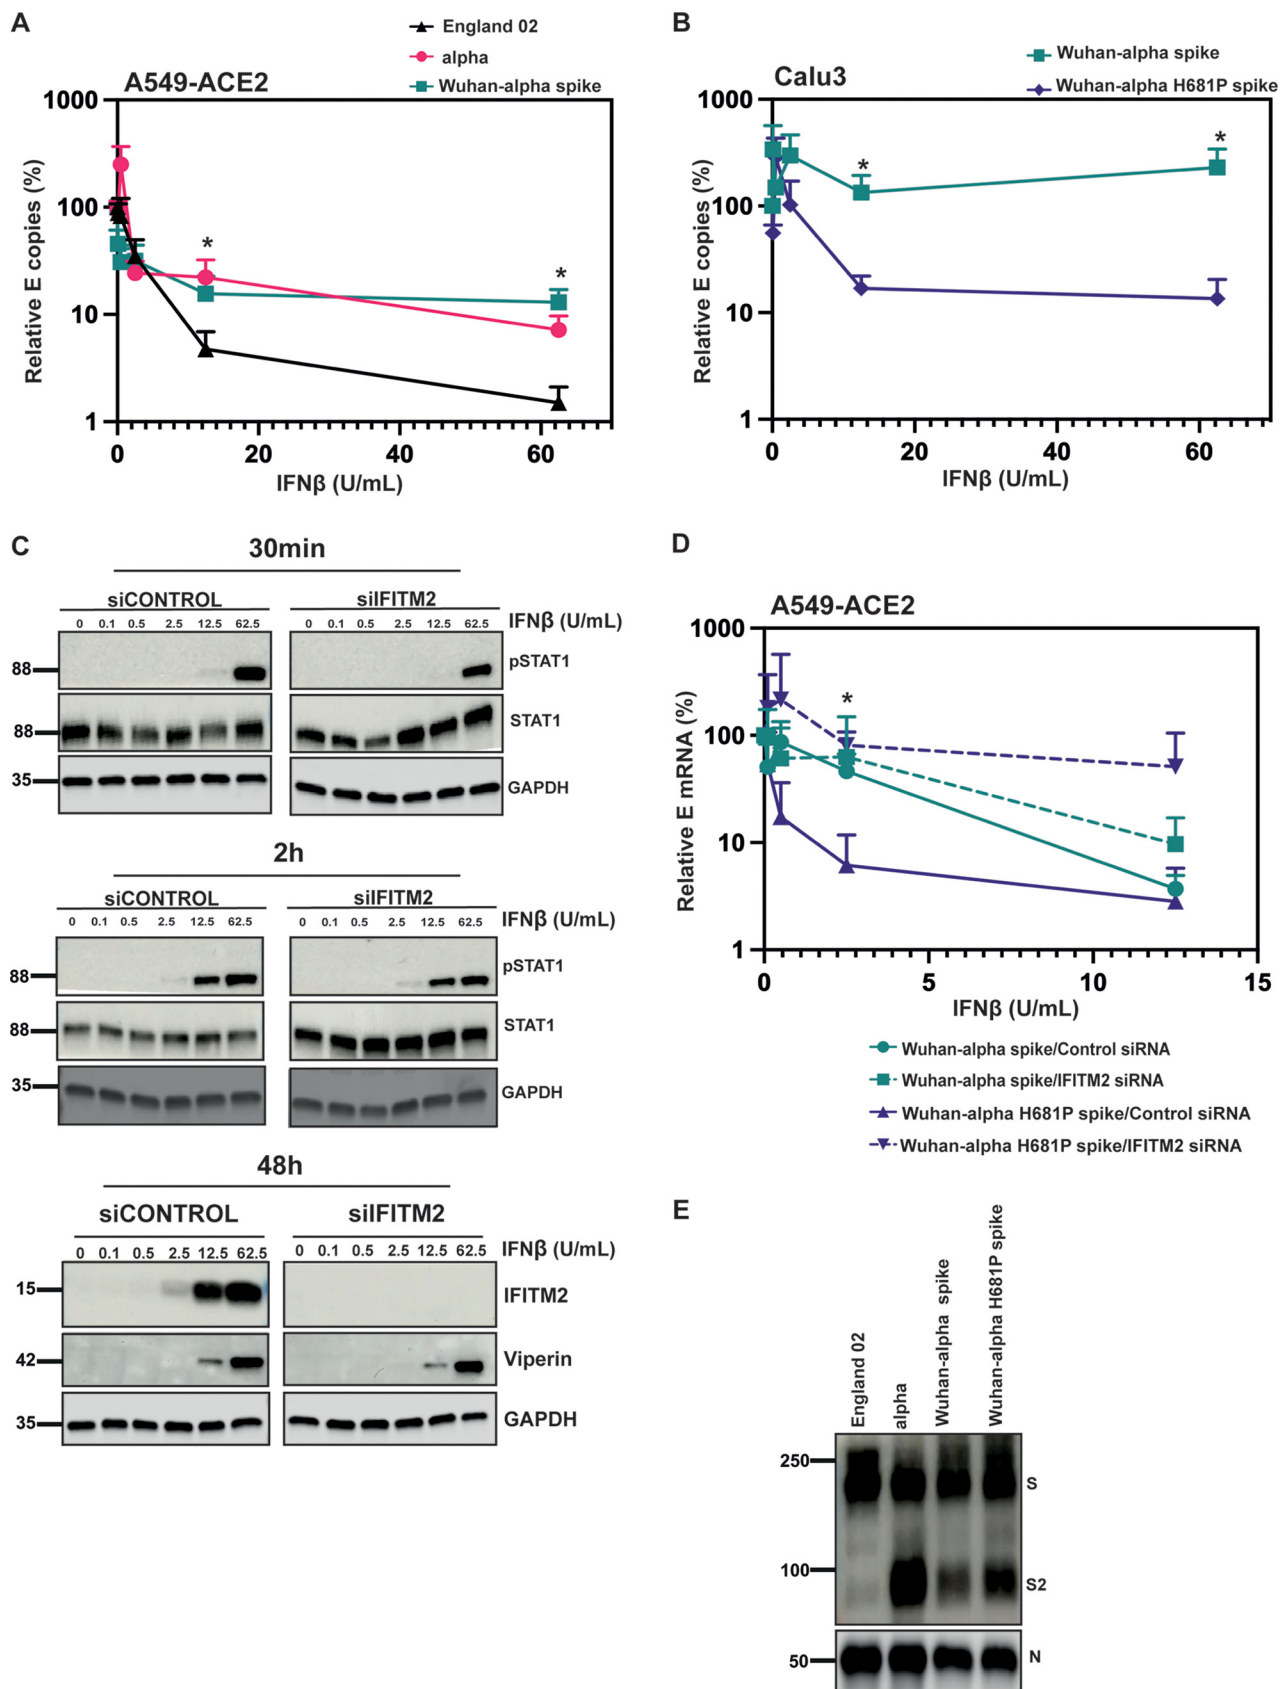 A
England 02
alpha
Wuhan-alpha spike
A549-ACE2
1000
100
10
1
Relative E copies (%)
*
*
0 20 40 60
IFNβ (U/mL)
B
Wuhan-alpha spike
Wuhan-alpha H681P spike
Calu3
1000
100
10
1
Relative E copies (%)
*
*
0 20 40 60
IFNβ (U/mL)
C
30min
siCONTROL siIFITM2
0 0.1 0.5 2.5 12.5 62.5 0 0.1 0.5 2.5 12.5 62.5 IFNβ (U/mL)
88 pSTAT1
88 STAT1
35 GAPDH
2h
siCONTROL siIFITM2
0 0.1 0.5 2.5 12.5 62.5 0 0.1 0.5 2.5 12.5 62.5 IFNβ (U/mL)
88 pSTAT1
88 STAT1
35 GAPDH
48h
siCONTROL siIFITM2
0 0.1 0.5 2.5 12.5 62.5 0 0.1 0.5 2.5 12.5 62.5 IFNβ (U/mL)
15 IFITM2
42 Viperin
35 GAPDH
D
A549-ACE2
1000
100
10
1
Relative E mRNA (%)
*
0 5 10 15
IFNβ (U/mL)
Wuhan-alpha spike/Control siRNA
Wuhan-alpha spike/IFITM2 siRNA
Wuhan-alpha H681P spike/Control siRNA
Wuhan-alpha H681P spike/IFITM2 siRNA
E
England 02
alpha
Wuhan-alpha spike
Wuhan-alpha H681P spike
250
S
100
S2
50 N